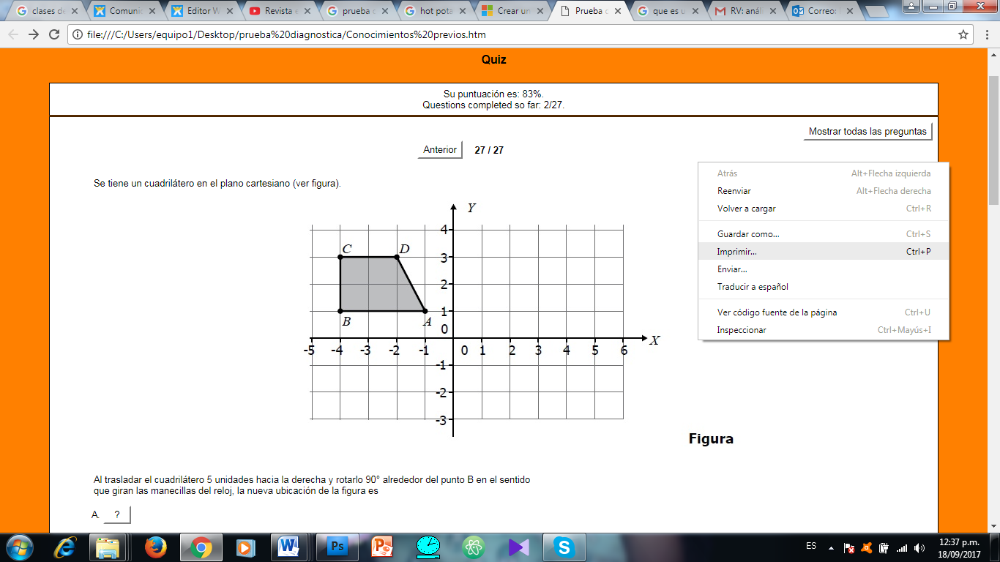 clases de
Comunic
Editor W
Revista e
prueba d
hot pota
Crear un
Prueba d
que es u
RV: anál
Correo:
file:///C:/Users/equipo1/Desktop/prueba%20diagnostica/Conocimientos%20previos.htm
Quiz
Su puntuación es: 83%.
Questions completed so far: 2/27.
Mostrar todas las preguntas
Anterior 27 / 27
Se tiene un cuadrilátero en el plano cartesiano (ver figura).
Atrás Alt+Flecha izquierda
Reenviar Alt+Flecha derecha
Volver a cargar Ctrl+R
Guardar como... Ctrl+S
Imprimir... Ctrl+P
Enviar...
Traducir a español
Ver código fuente de la página Ctrl+U
Inspeccionar Ctrl+Mayús+I
Y
4
C D 3
2
1
B A
0
X
-5 -4 -3 -2 -1 0 1 2 3 4 5 6
-1
-2
-3
Figura
Al trasladar el cuadrilátero 5 unidades hacia la derecha y rotarlo 90° alrededor del punto B en el sentido
que giran las manecillas del reloj, la nueva ubicación de la figura es
A. ?
W
Ps
P
S
ES
12:37 p.m.
18/09/2017